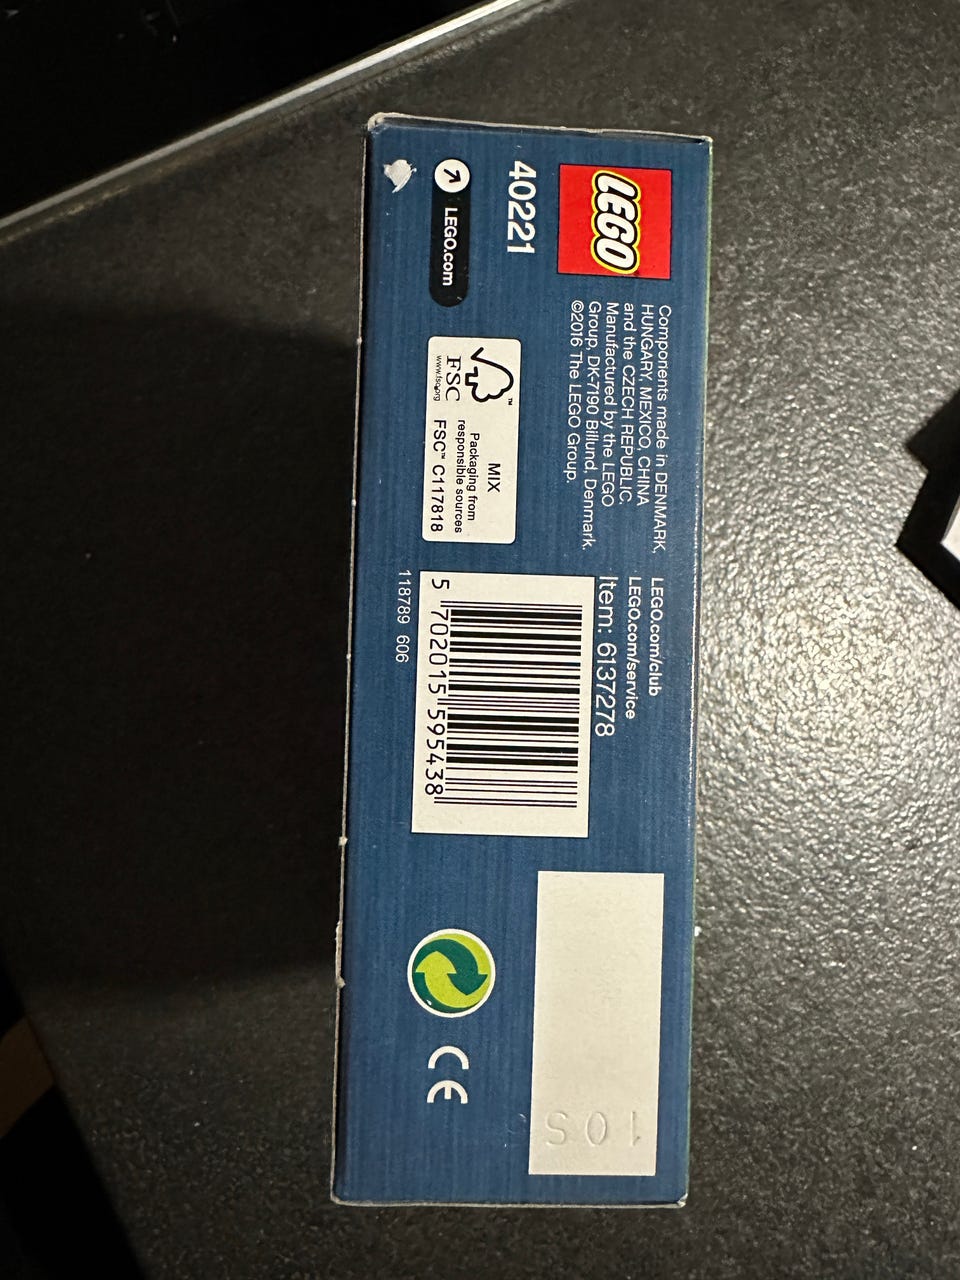 LEGO
40221
LEGO.com
Components made in DENMARK,
HUNGARY, MEXICO, CHINA
and the CZECH REPUBLIC.
Manufactured by the LEGO
Group, DK-7190 Billund, Denmark.
©2016 The LEGO Group.
FSC
www.fsc.org
MIX
Packaging from
responsible sources
FSC™ C117818
LEGO.com/club
LEGO.com/service
Item: 6137278
5 702015 595438
118789 606
CE
10S